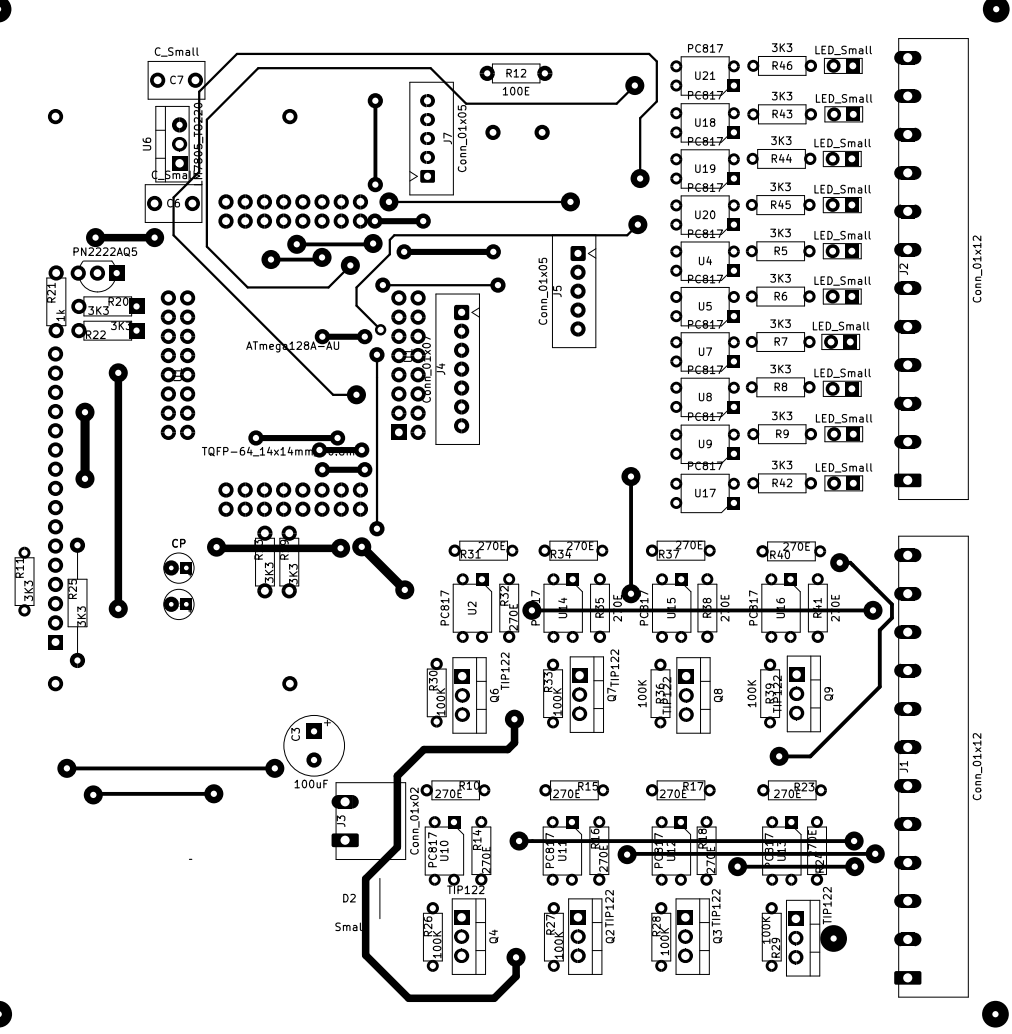 C_Small
C7
R12
100E
J7
Conn_01x05
U6
C_Small
C6
PN2222AQ5
R21
1k
R20
3K3
3K3
R22
ATmega128A-AU
J4
Conn_01x07
J5
Conn_01x05
PC817
U21
3K3
R46
LED_Small
PC817
U18
3K3
R43
LED_Small
PC817
U19
3K3
R44
LED_Small
PC817
U20
3K3
R45
LED_Small
PC817
U4
3K3
R5
LED_Small
PC817
U5
3K3
R6
LED_Small
PC817
U7
3K3
R7
LED_Small
PC817
U8
3K3
R8
LED_Small
PC817
U9
3K3
R9
LED_Small
PC817
U17
3K3
R42
LED_Small
J2
Conn_01x12
R11
3K3
R25
3K3
CP
3K3
3K3
270E
R31
270E
R34
270E
R37
270E
R40
PC817
U2
R32
270E
U14
R35
270E
PC817
U15
R38
270E
PC817
U16
R41
270E
R30
100K
Q6
TIP122
R33
100K
Q7
TIP122
100K
R36
TIP122
Q8
100K
R39
TIP122
Q9
C3
+
100uF
J3
Conn_01x02
D2
R10
270E
R15
270E
R17
270E
R23
270E
PC817
U10
R14
270E
PC817
U11
R16
270E
PC817
U12
R18
270E
PC817
U13
270E
R24
TIP122
R26
100K
Q4
R27
100K
Q2
TIP122
R28
100K
Q3
TIP122
100K
R29
TIP122
J1
Conn_01x12